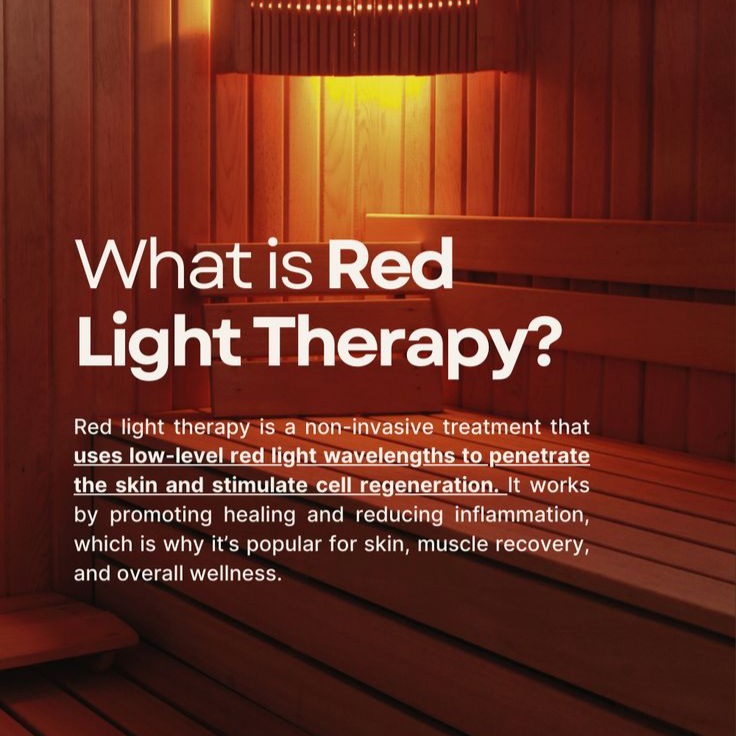 What is Red
Light Therapy?
Red light therapy is a non-invasive treatment that
uses low-level red light wavelengths to penetrate
the skin and stimulate cell regeneration. It works
by promoting healing and reducing inflammation,
which is why it’s popular for skin, muscle recovery,
and overall wellness.